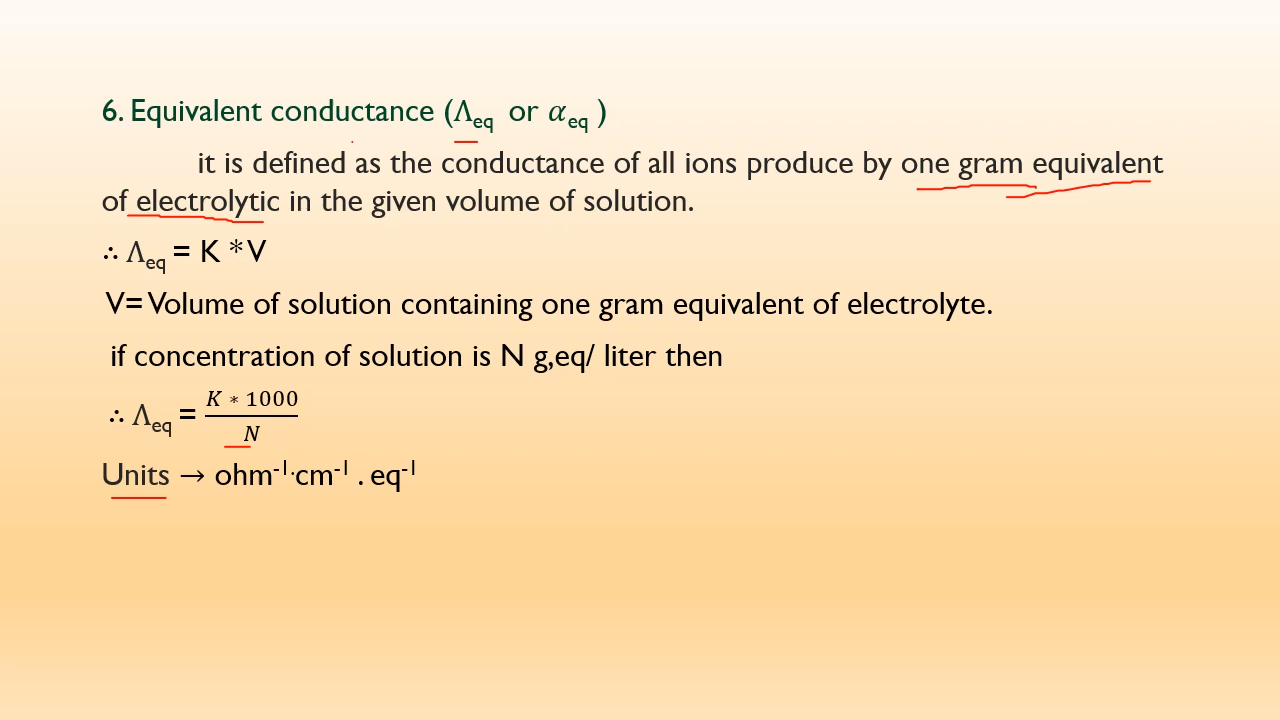 6. Equivalent conductance (Λeq or αeq )
it is defined as the conductance of all ions produce by one gram equivalent
of electrolytic in the given volume of solution.
∴ Λeq = K * V
V= Volume of solution containing one gram equivalent of electrolyte.
if concentration of solution is N g,eq/ liter then
∴ Λeq = K * 1000 / N
Units → ohm⁻¹·cm⁻¹ . eq⁻¹